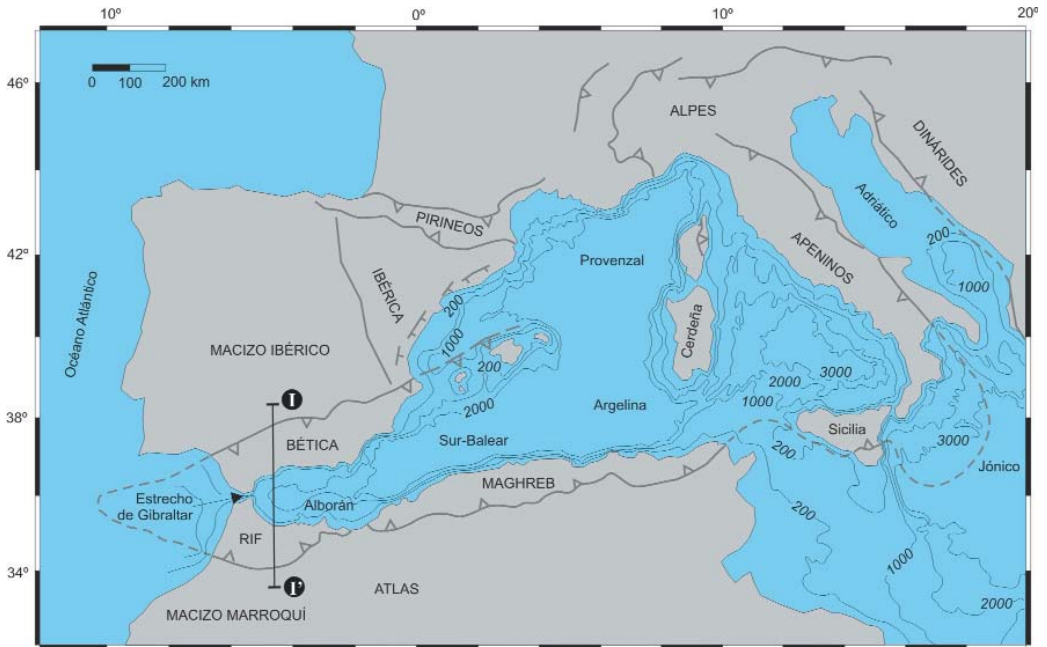 10º 0º 10º 20º
46º
42º
38º
34º
0 100 200 km
ALPES
DINÁRIDES
Adriático
200
1000
PIRINEOS
Provenzal
APENINOS
IBÉRICA
200
1000
Océano Atlántico
MACIZO IBÉRICO
Cerdeña
200
2000
3000
2000
1000
I
Argelina
BÉTICA
Sur-Balear
Sicilia
200
3000
Jónico
MAGHREB
Estrecho
de Gibraltar
Alborán
RIF
200
1000
I'
ATLAS
MACIZO MARROQUÍ
2000